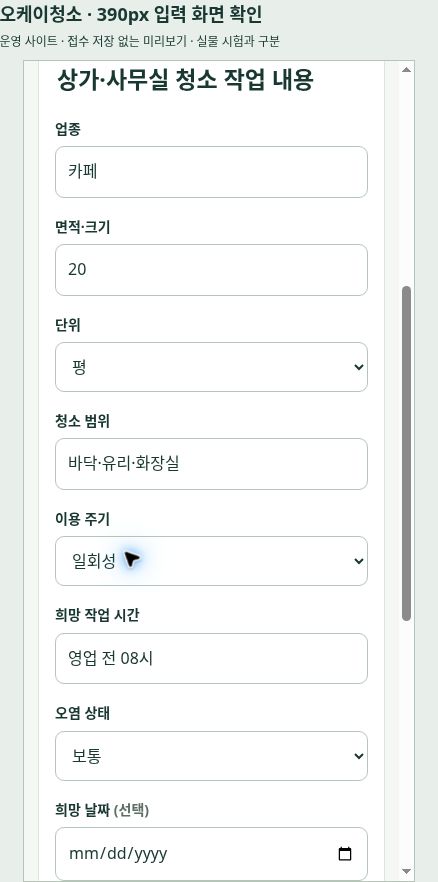 오케이청소 · 390px 입력 화면 확인
운영 사이트 · 접수 저장 없는 미리보기 · 실물 시험과 구분
상가·사무실 청소 작업 내용
업종
카페
면적·크기
20
단위
평
청소 범위
바닥·유리·화장실
이용 주기
일회성
희망 작업 시간
영업 전 08시
오염 상태
보통
희망 날짜 (선택)
mm/dd/yyyy